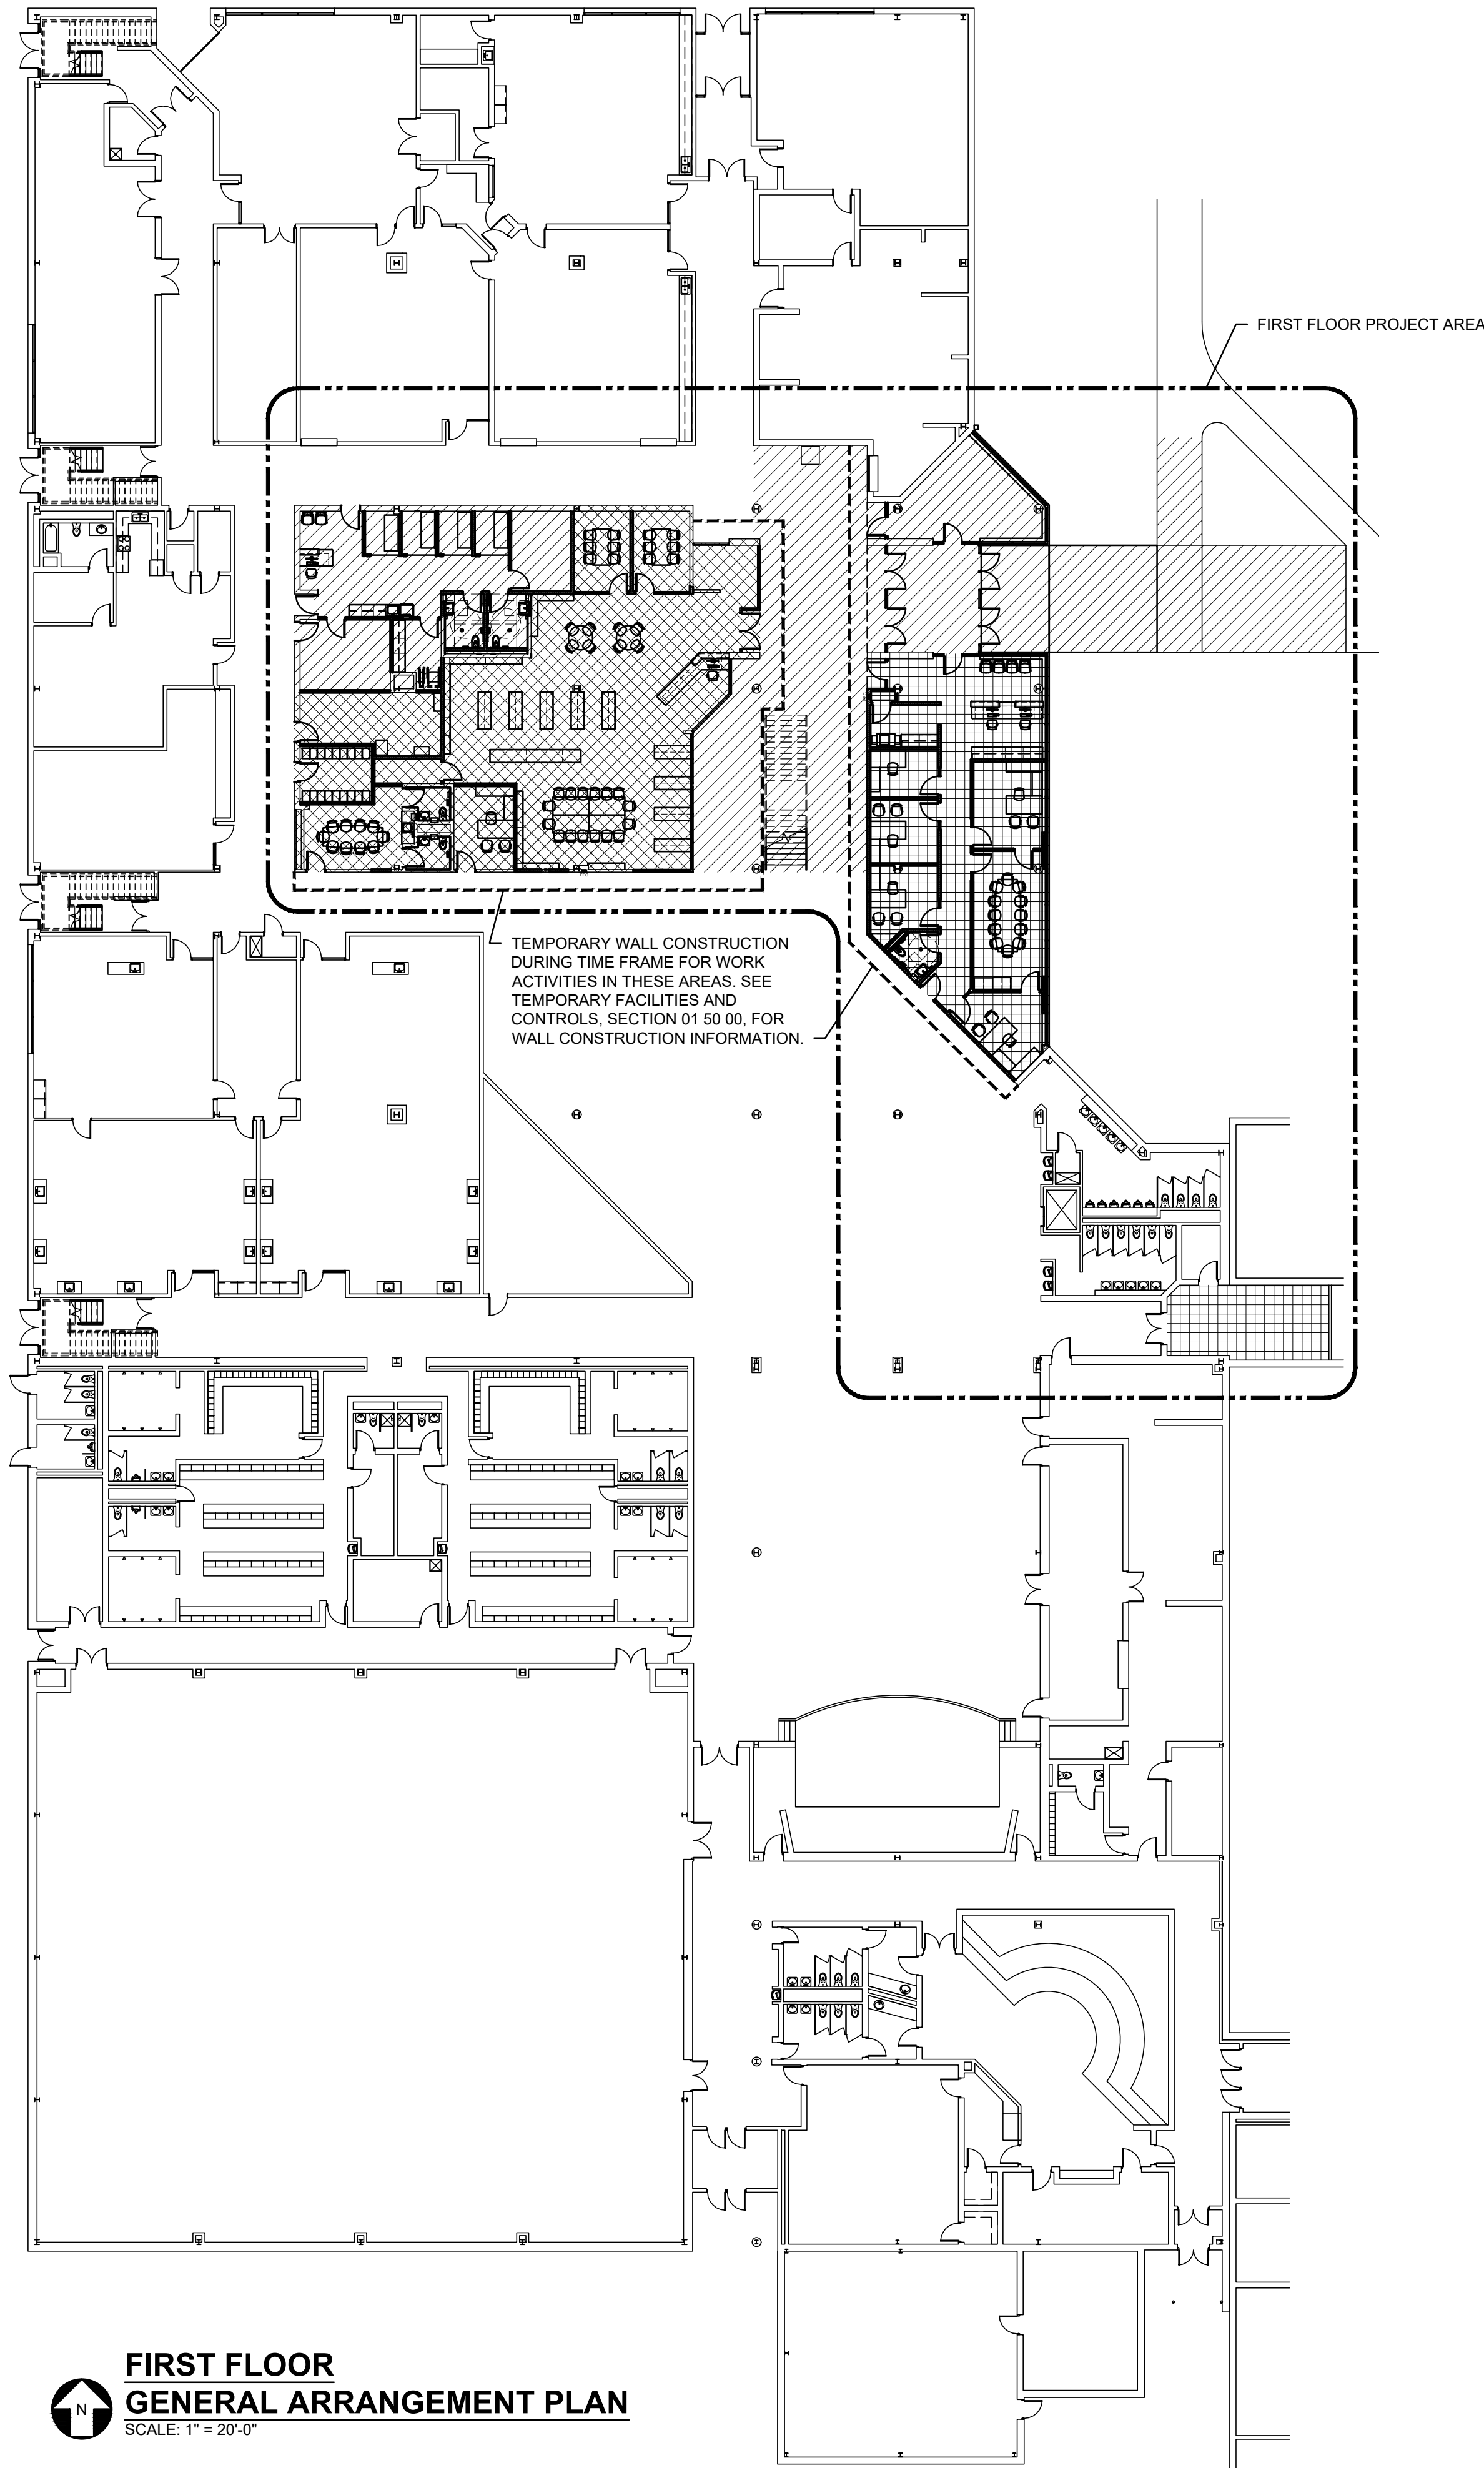 FIRST FLOOR PROJECT AREA
TEMPORARY WALL CONSTRUCTION
DURING TIME FRAME FOR WORK
ACTIVITIES IN THESE AREAS. SEE
TEMPORARY FACILITIES AND
CONTROLS, SECTION 01 50 00, FOR
WALL CONSTRUCTION INFORMATION.
FIRST FLOOR
GENERAL ARRANGEMENT PLAN
N
SCALE: 1" = 20'-0"